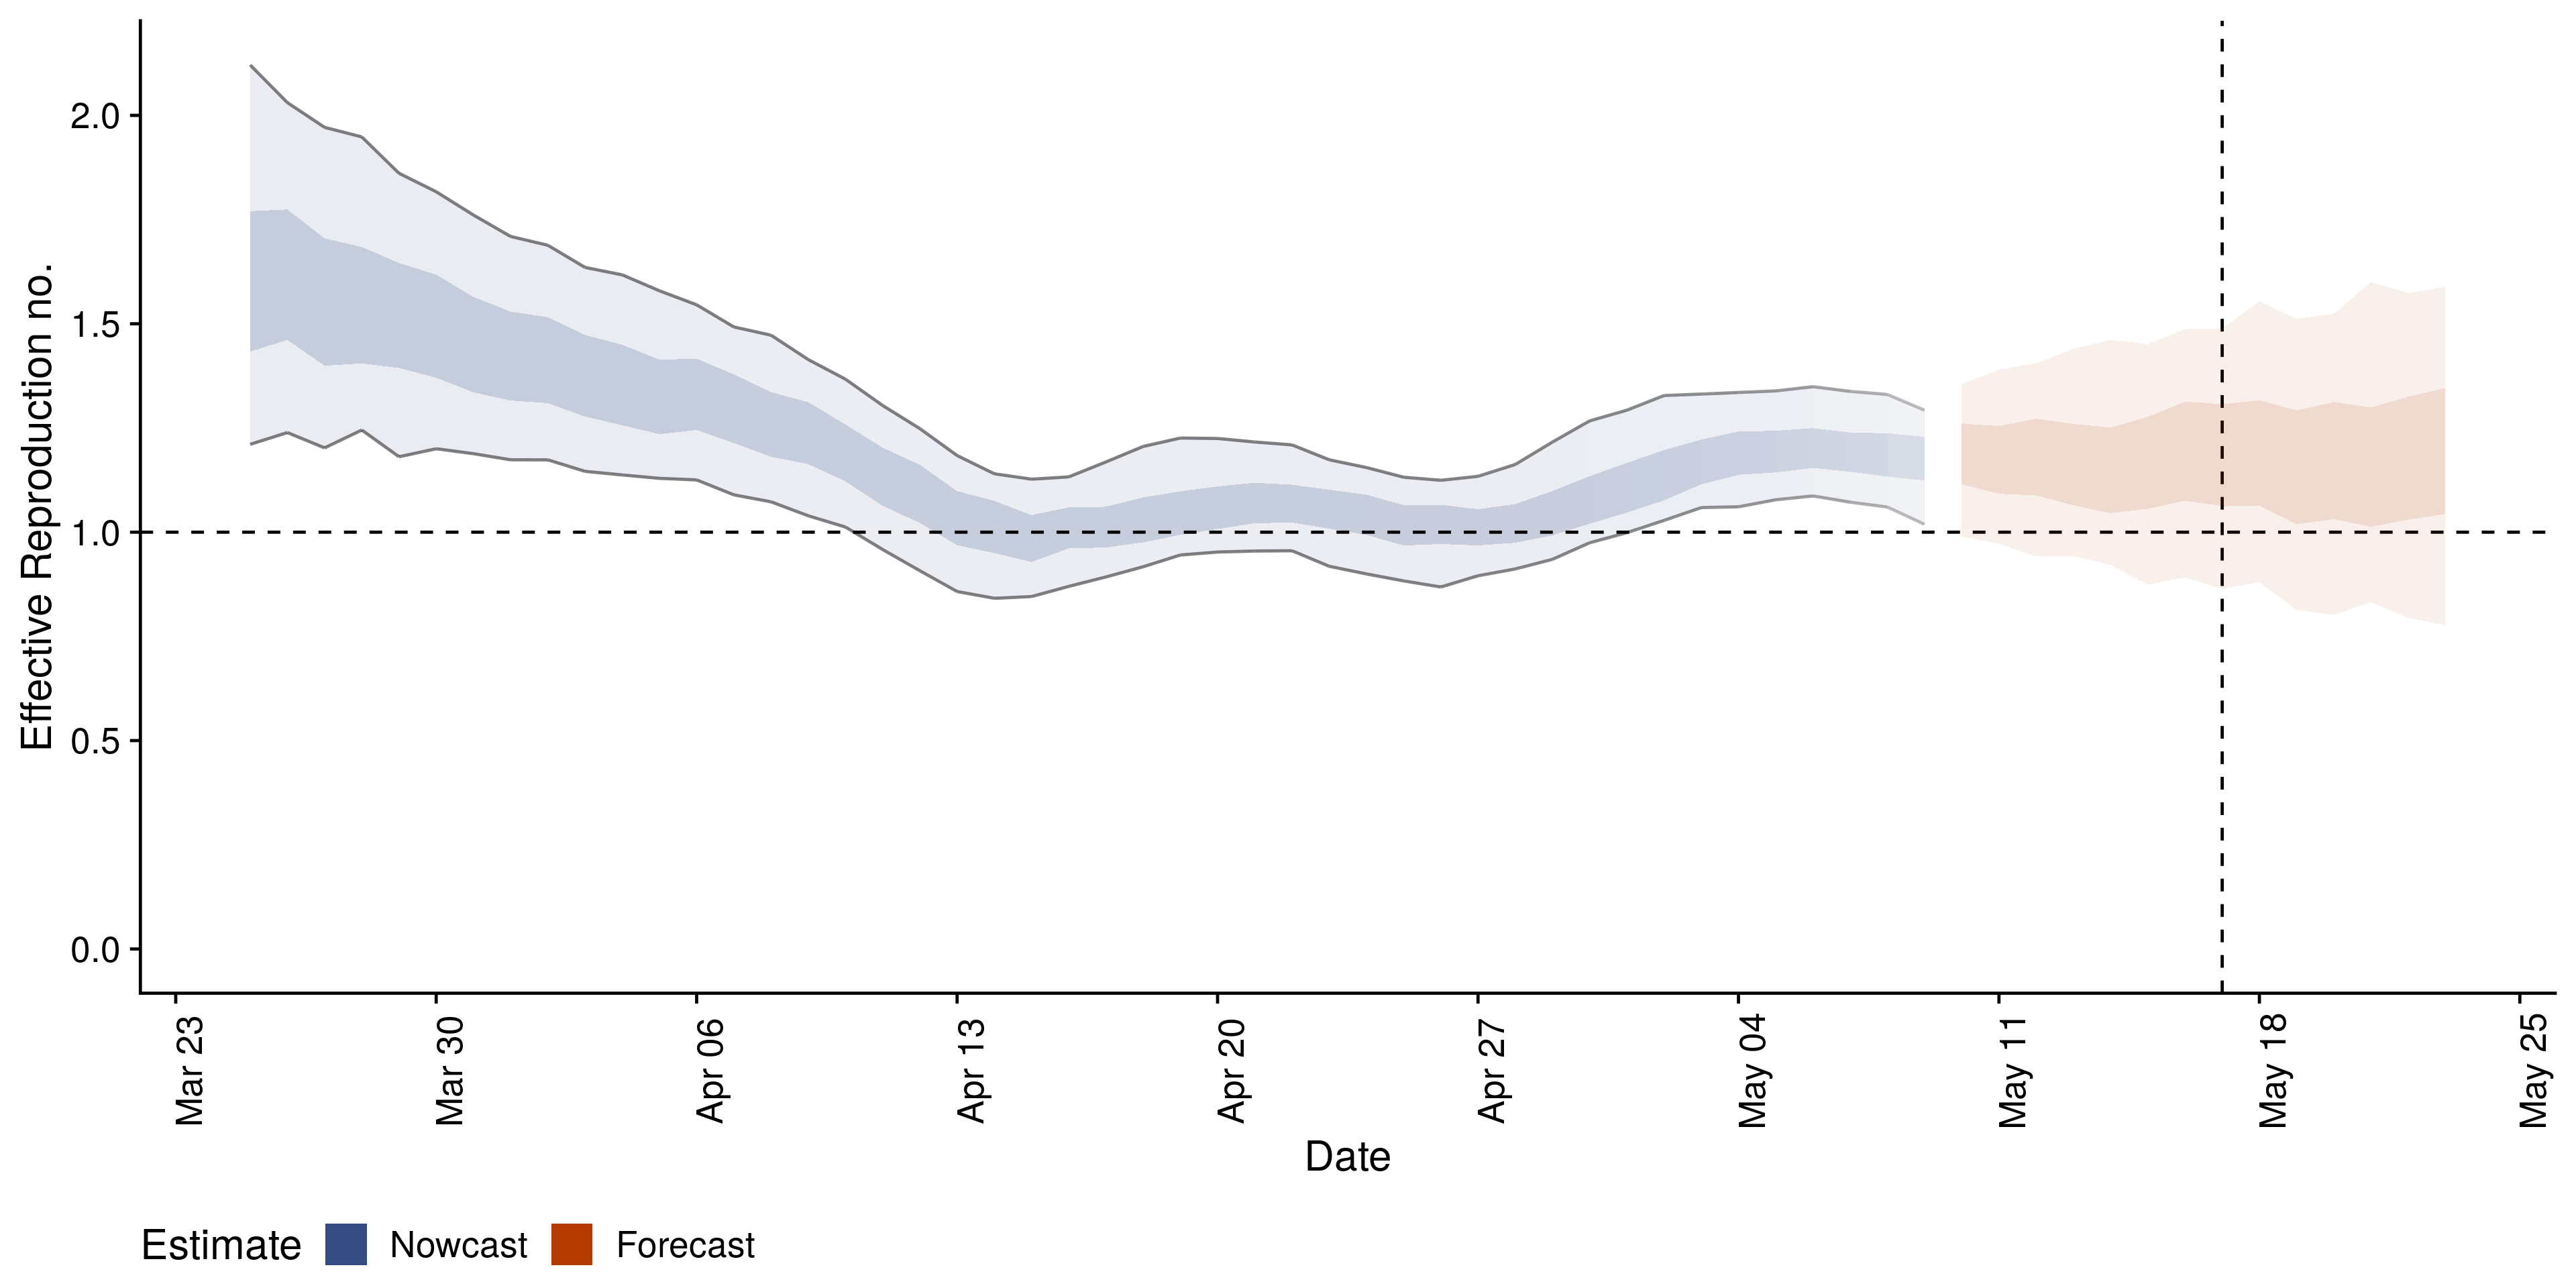 Effective Reproduction no.
2.0
1.5
1.0
0.5
0.0
Mar 23
Mar 30
Apr 06
Apr 13
Apr 20
Apr 27
May 04
May 11
May 18
May 25
Date
Estimate Nowcast Forecast